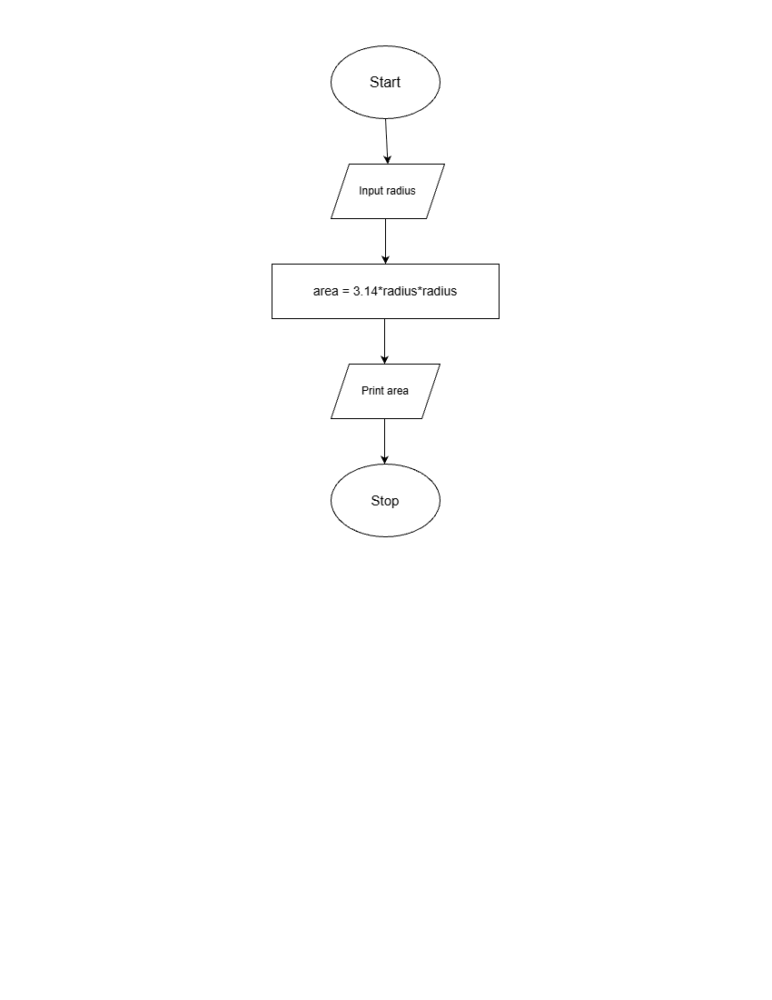 Start
Input radius
area = 3.14*radius*radius
Print area
Stop